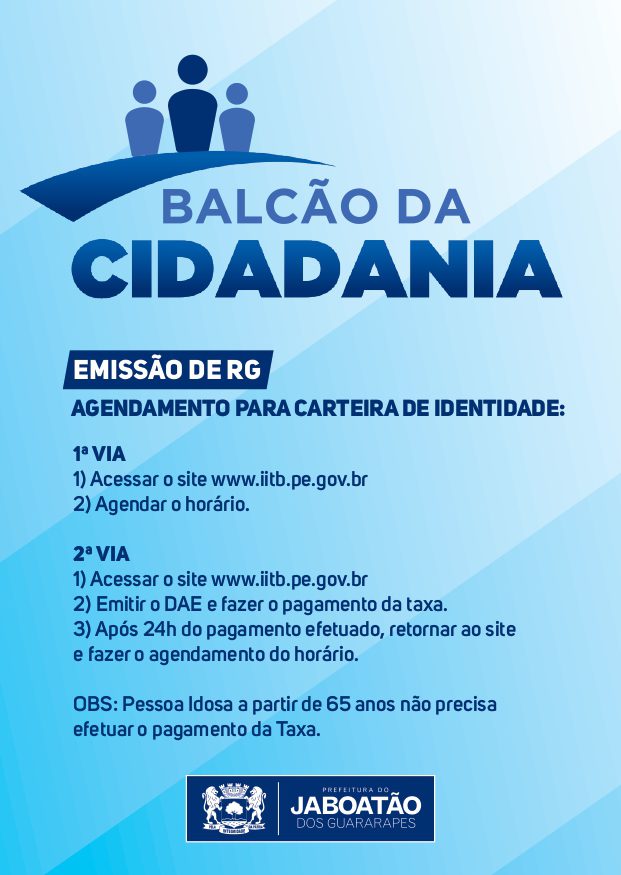 BALCÃO DA
CIDADANIA
EMISSÃO DE RG
AGENDAMENTO PARA CARTEIRA DE IDENTIDADE:
1ª VIA
1) Acessar o site www.iitb.pe.gov.br
2) Agendar o horário.
2ª VIA
1) Acessar o site www.iitb.pe.gov.br
2) Emitir o DAE e fazer o pagamento da taxa.
3) Após 24h do pagamento efetuado, retornar ao site
e fazer o agendamento do horário.
OBS: Pessoa Idosa a partir de 65 anos não precisa
efetuar o pagamento da Taxa.
PREFEITURA DO
JABOATÃO
DOS GUARARAPES
INTEGRIDADE